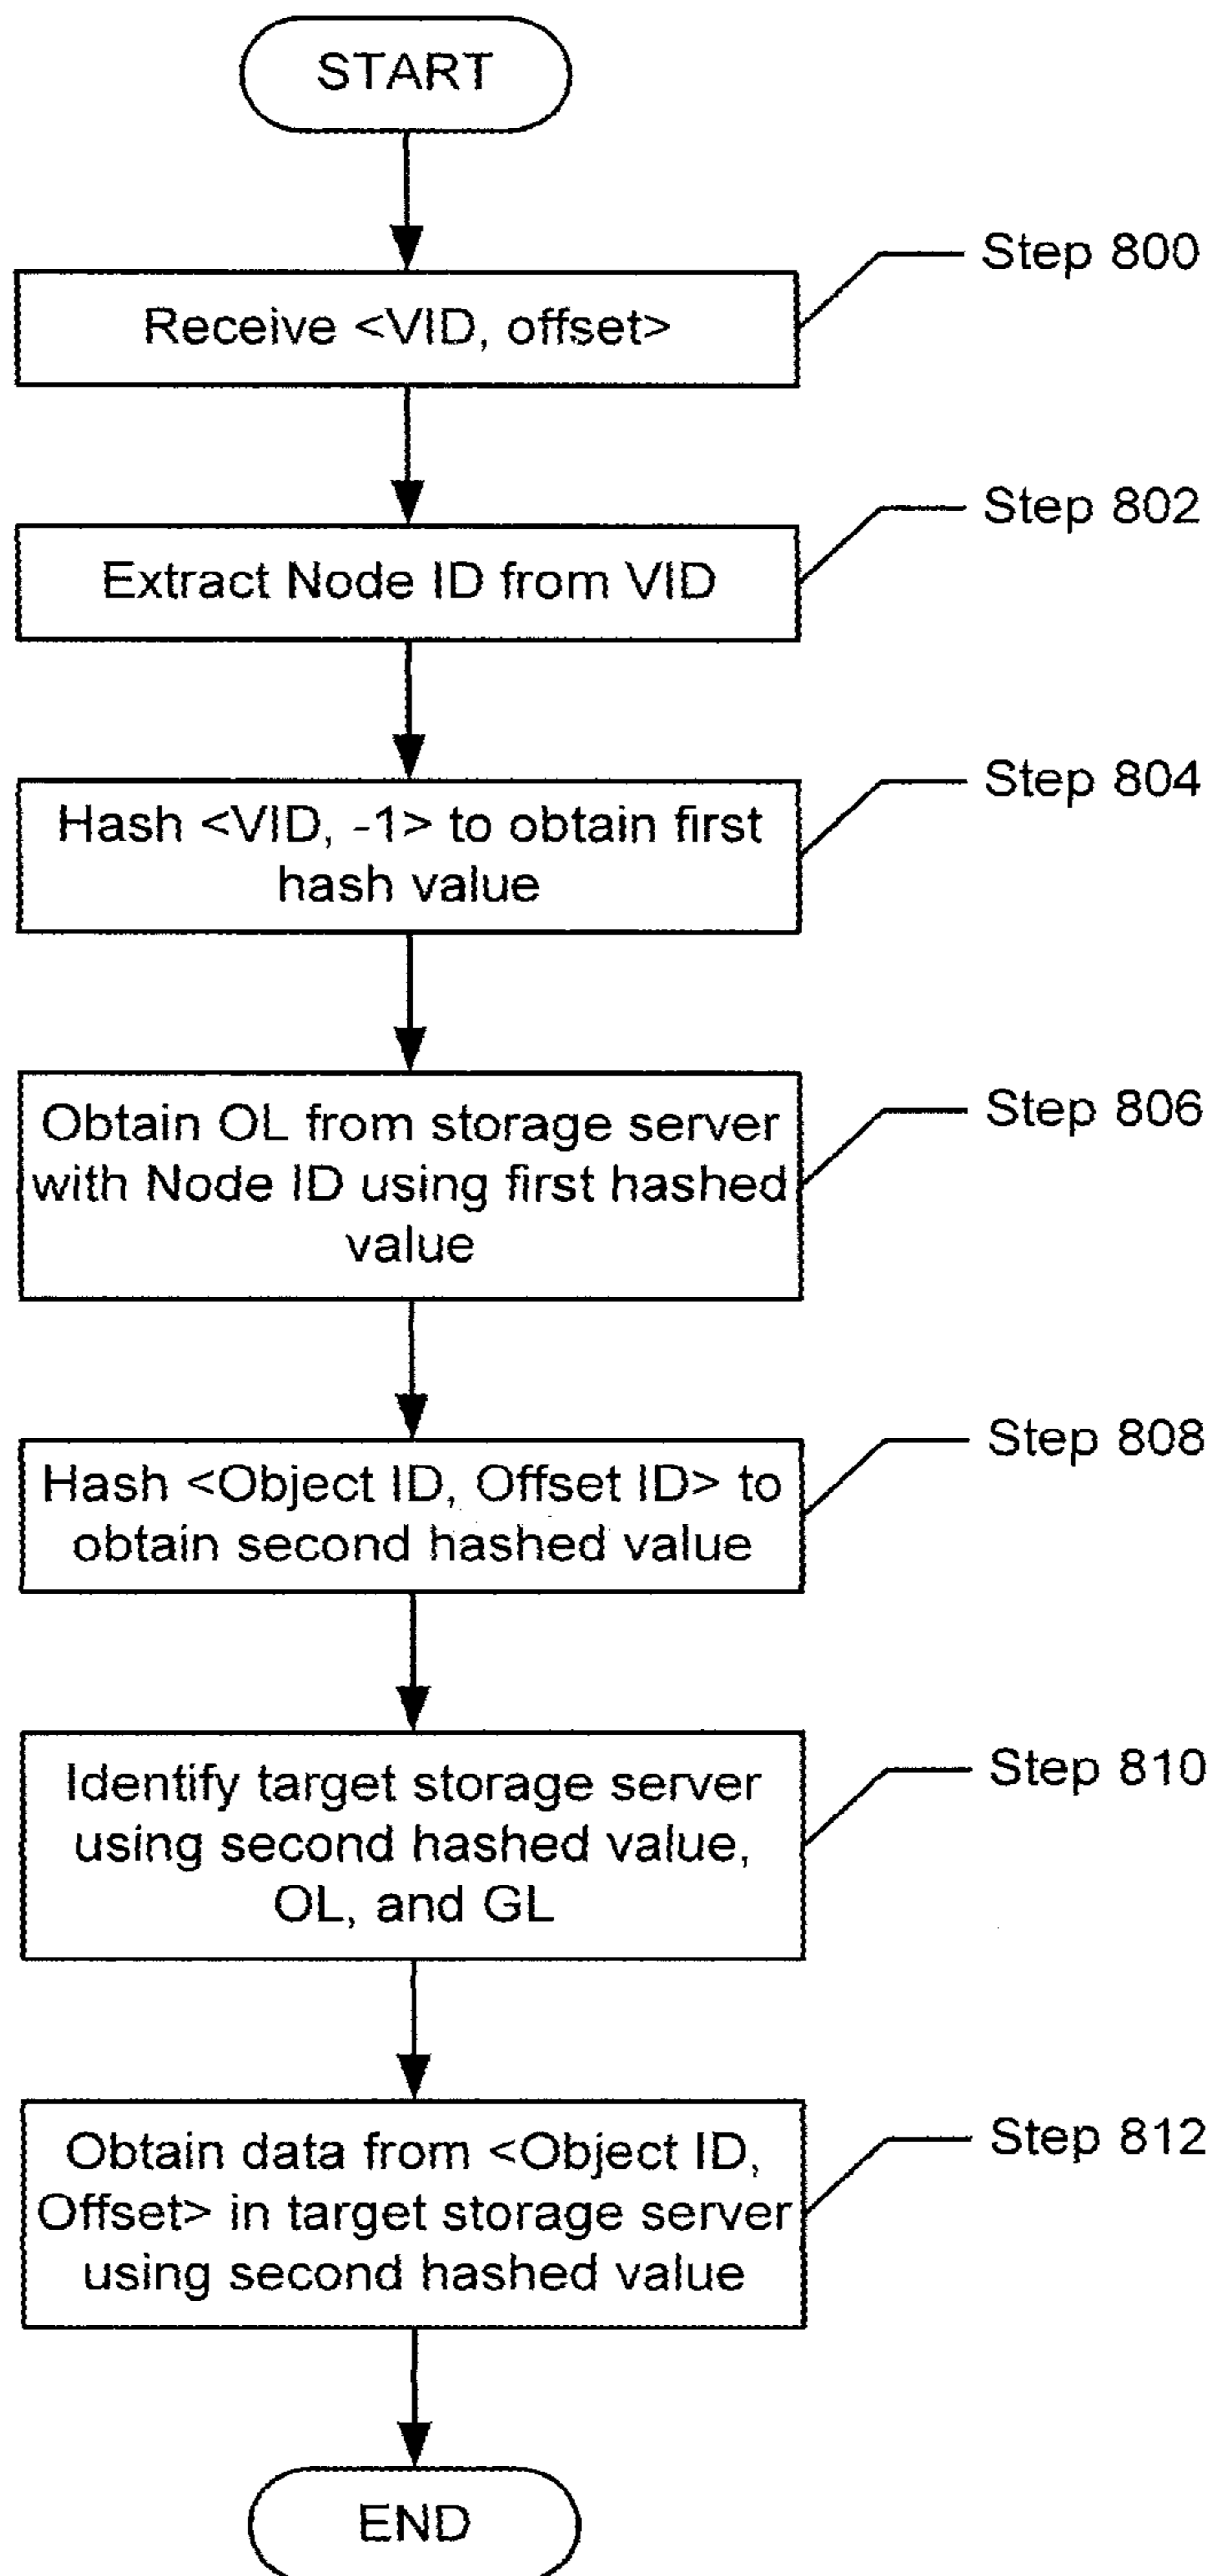 START
Step 800
Receive <VID, offset>
Step 802
Extract Node ID from VID
Step 804
Hash <VID, -1> to obtain first
hash value
Step 806
Obtain OL from storage server
with Node ID using first hashed
value
Step 808
Hash <Object ID, Offset ID> to
obtain second hashed value
Step 810
Identify target storage server
using second hashed value,
OL, and GL
Step 812
Obtain data from <Object ID,
Offset> in target storage server
using second hashed value
END